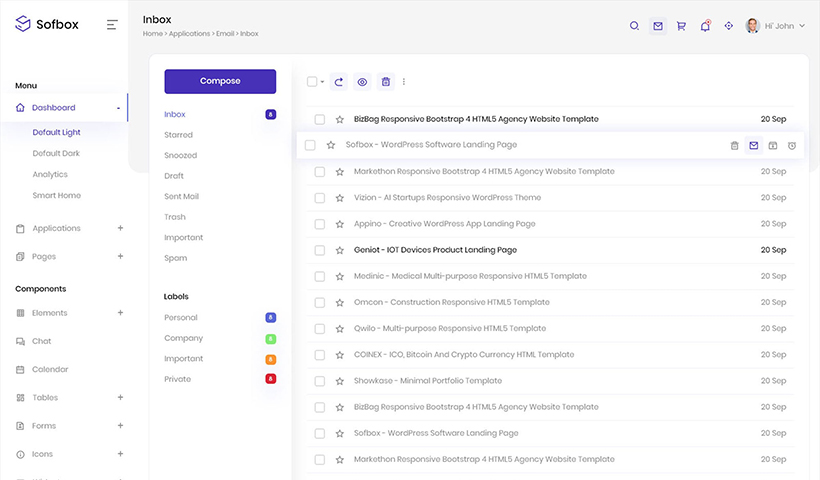 Sofbox
Menu
Dashboard
Default Light
Default Dark
Analytics
Smart Home
Applications +
Pages +
Components
Elements +
Chat
Calendar
Tables +
Forms +
Icons +
Inbox
Home > Applications > Email > Inbox
Hi' John
Compose
Inbox 8
Starred
Snoozed
Draft
Sent Mail
Trash
Important
Spam
Labels
Personal 8
Company 8
Important 8
Private 8
BizBag Responsive Bootstrap 4 HTML5 Agency Website Template 20 Sep
Sofbox - WordPress Software Landing Page
Markethon Responsive Bootstrap 4 HTML5 Agency Website Template 20 Sep
Vizion - AI Startups Responsive WordPress Theme 20 Sep
Appino - Creative WordPress App Landing Page 20 Sep
Geniot - IOT Devices Product Landing Page 20 Sep
Medinic - Medical Multi-purpose Responsive HTML5 Template 20 Sep
Omcon - Construction Responsive HTML5 Template 20 Sep
Qwilo - Multi-purpose Responsive HTML5 Template 20 Sep
COINEX - ICO, Bitcoin And Crypto Currency HTML Template 20 Sep
Showkase - Minimal Portfolio Template 20 Sep
BizBag Responsive Bootstrap 4 HTML5 Agency Website Template 20 Sep
Sofbox - WordPress Software Landing Page 20 Sep
Markethon Responsive Bootstrap 4 HTML5 Agency Website Template 20 Sep